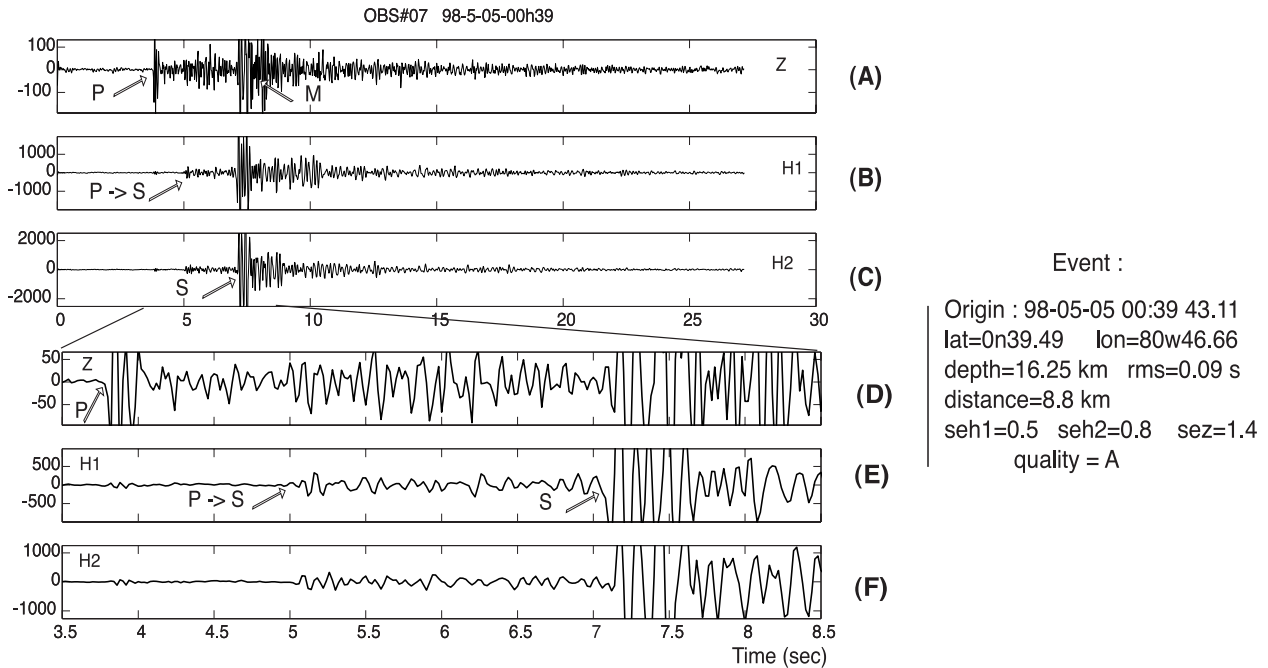 OBS#07 98-5-05-00h39
100
0
-100
P
M
Z
(A)
1000
0
-1000
P -> S
H1
(B)
2000
0
-2000
S
H2
(C)
0 5 10 15 20 25 30
50
0
-50
Z
P
(D)
500
0
-500
H1
P -> S
S
(E)
1000
0
-1000
H2
(F)
3.5 4 4.5 5 5.5 6 6.5 7 7.5 8 8.5
Time (sec)
Event :
Origin : 98-05-05 00:39 43.11
lat=0n39.49 lon=80w46.66
depth=16.25 km rms=0.09 s
distance=8.8 km
seh1=0.5 seh2=0.8 sez=1.4
quality = A